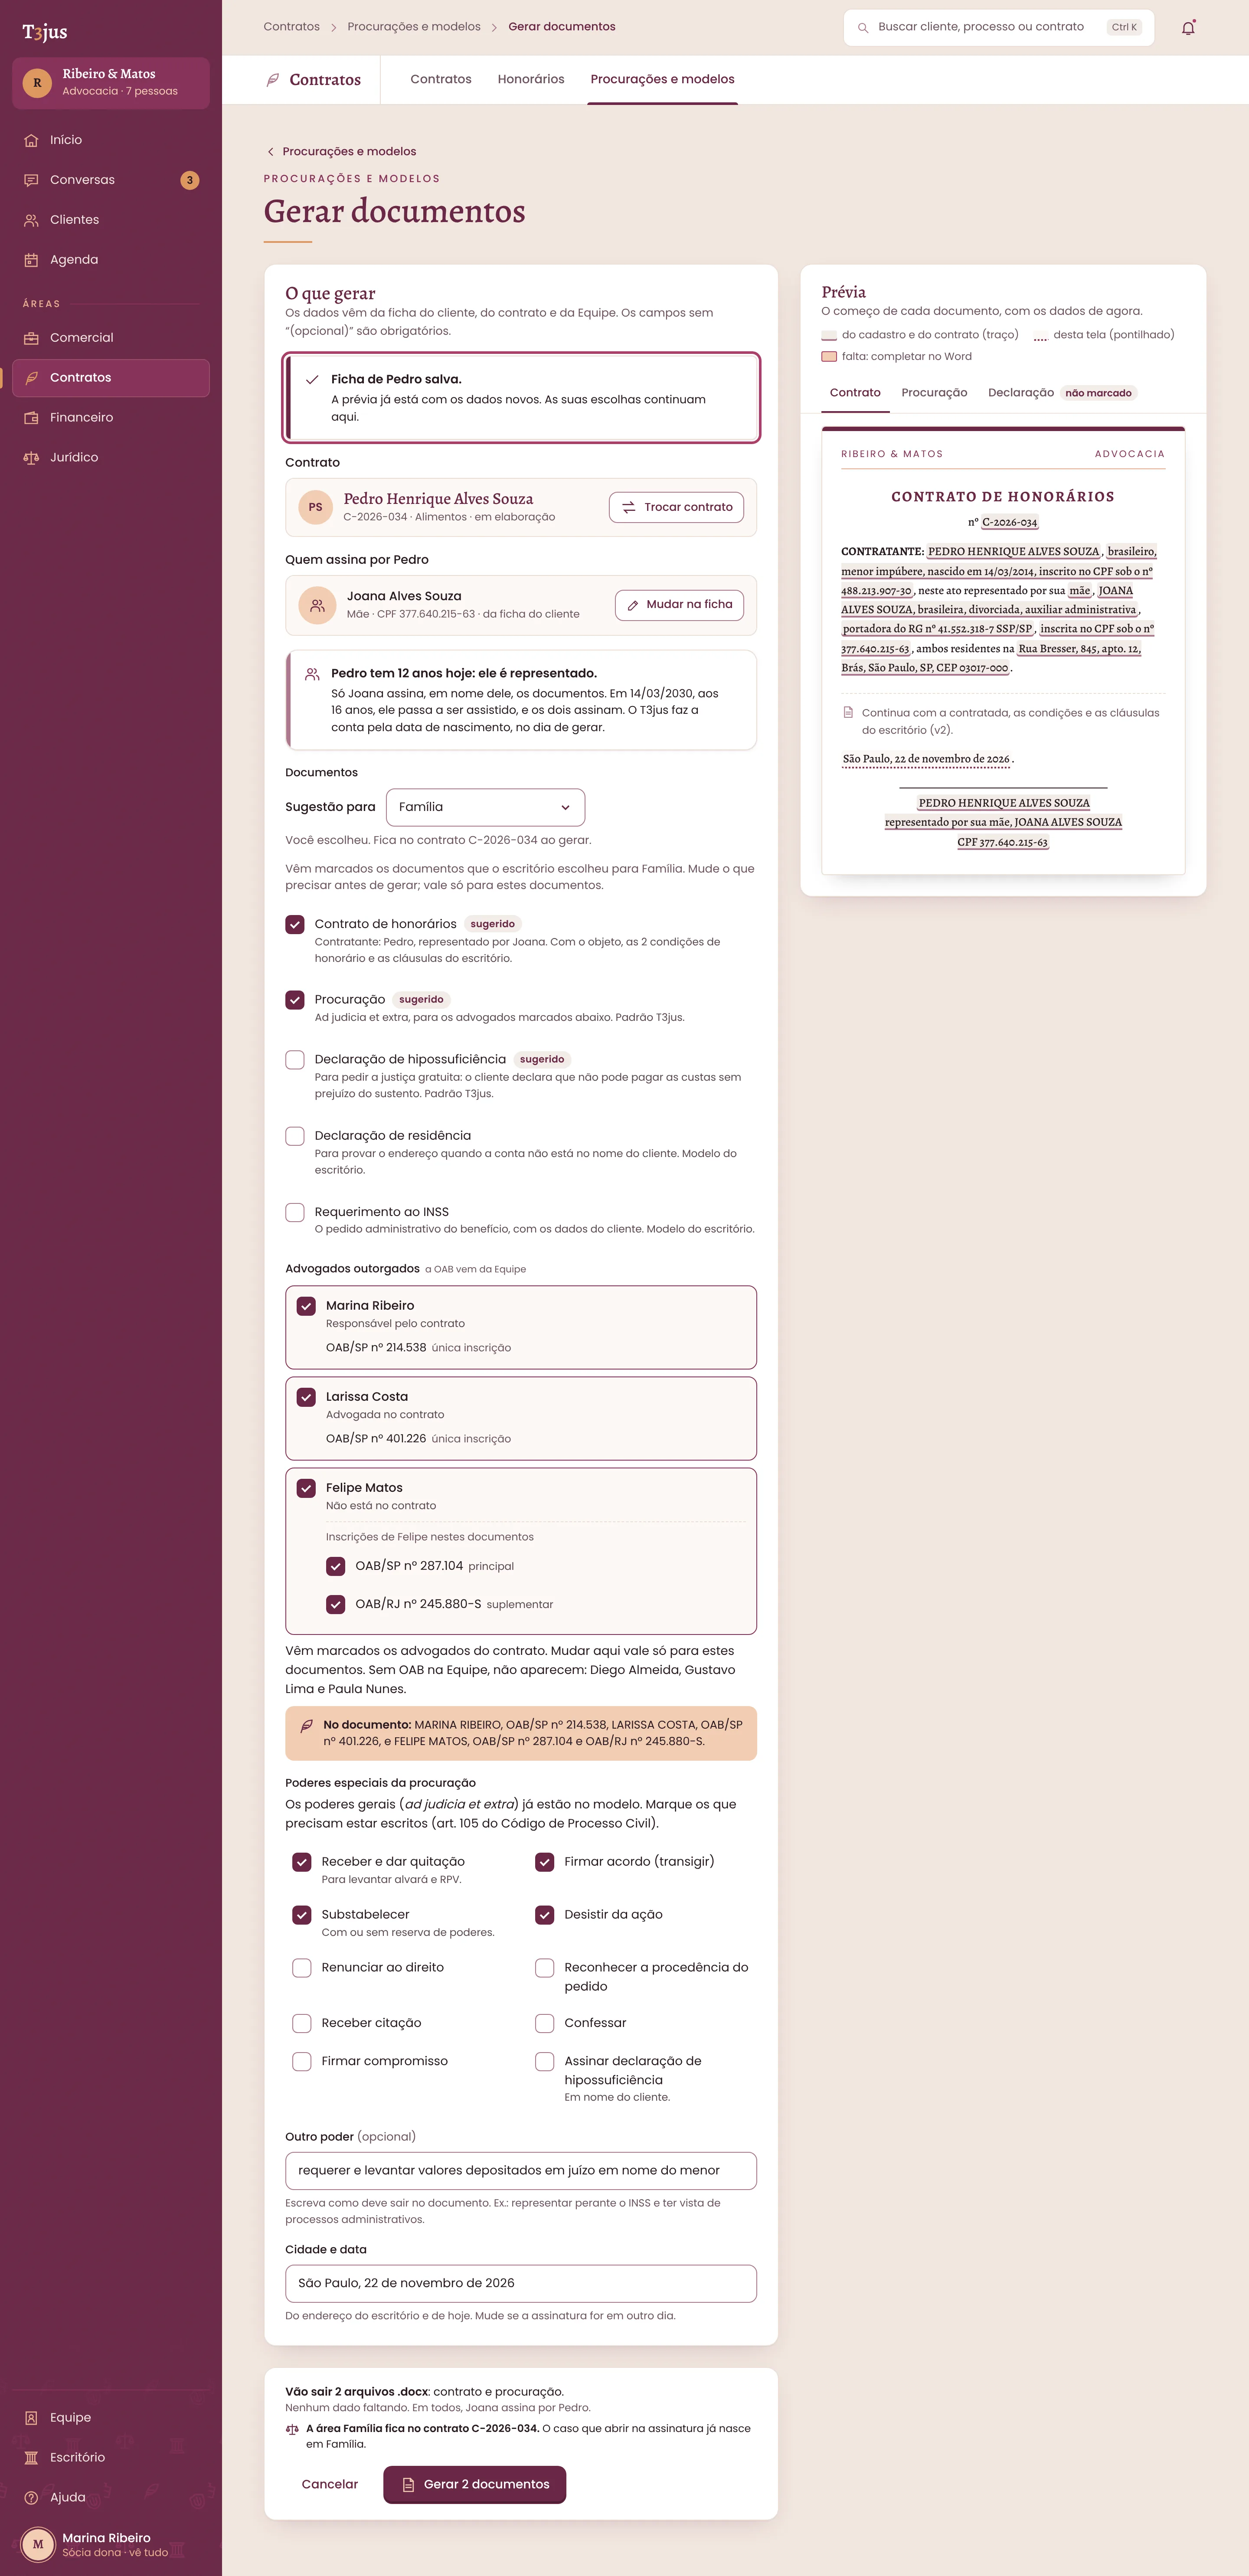 T3jus
R
Ribeiro & Matos
Advocacia · 7 pessoas
Início
Conversas
3
Clientes
Agenda
ÁREAS
Comercial
Contratos
Financeiro
Jurídico
Equipe
Escritório
Ajuda
M
Marina Ribeiro
Sócia dona · vê tudo
Contratos
Procurações e modelos
Gerar documentos
Buscar cliente, processo ou contrato
Ctrl K
Contratos
Contratos
Honorários
Procurações e modelos
Procurações e modelos
PROCURAÇÕES E MODELOS
Gerar documentos
O que gerar
Os dados vêm da ficha do cliente, do contrato e da Equipe. Os campos sem
“(opcional)” são obrigatórios.
Ficha de Pedro salva.
A prévia já está com os dados novos. As suas escolhas continuam
aqui.
Contrato
PS
Pedro Henrique Alves Souza
C-2026-034 · Alimentos · em elaboração
Trocar contrato
Quem assina por Pedro
Joana Alves Souza
Mãe · CPF 377.640.215-63 · da ficha do cliente
Mudar na ficha
Pedro tem 12 anos hoje: ele é representado.
Só Joana assina, em nome dele, os documentos. Em 14/03/2030, aos
16 anos, ele passa a ser assistido, e os dois assinam. O T3jus faz a
conta pela data de nascimento, no dia de gerar.
Documentos
Sugestão para
Família
Você escolheu. Fica no contrato C-2026-034 ao gerar.
Vêm marcados os documentos que o escritório escolheu para Família. Mude o que
precisar antes de gerar; vale só para estes documentos.
Contrato de honorários
sugerido
Contratante: Pedro, representado por Joana. Com o objeto, as 2 condições de
honorário e as cláusulas do escritório.
Procuração
sugerido
Ad judicia et extra, para os advogados marcados abaixo. Padrão T3jus.
Declaração de hipossuficiência
sugerido
Para pedir a justiça gratuita: o cliente declara que não pode pagar as custas sem
prejuízo do sustento. Padrão T3jus.
Declaração de residência
Para provar o endereço quando a conta não está no nome do cliente. Modelo do
escritório.
Requerimento ao INSS
O pedido administrativo do benefício, com os dados do cliente. Modelo do escritório.
Advogados outorgados a OAB vem da Equipe
Marina Ribeiro
Responsável pelo contrato
OAB/SP nº 214.538 única inscrição
Larissa Costa
Advogada no contrato
OAB/SP nº 401.226 única inscrição
Felipe Matos
Não está no contrato
Inscrições de Felipe nestes documentos
OAB/SP nº 287.104 principal
OAB/RJ nº 245.880-S suplementar
Vêm marcados os advogados do contrato. Mudar aqui vale só para estes
documentos. Sem OAB na Equipe, não aparecem: Diego Almeida, Gustavo
Lima e Paula Nunes.
No documento: MARINA RIBEIRO, OAB/SP nº 214.538, LARISSA COSTA, OAB/SP
nº 401.226, e FELIPE MATOS, OAB/SP nº 287.104 e OAB/RJ nº 245.880-S.
Poderes especiais da procuração
Os poderes gerais (ad judicia et extra) já estão no modelo. Marque os que
precisam estar escritos (art. 105 do Código de Processo Civil).
Receber e dar quitação
Para levantar alvará e RPV.
Firmar acordo (transigir)
Substabelecer
Com ou sem reserva de poderes.
Desistir da ação
Renunciar ao direito
Reconhecer a procedência do
pedido
Receber citação
Confessar
Firmar compromisso
Assinar declaração de
hipossuficiência
Em nome do cliente.
Outro poder (opcional)
requerer e levantar valores depositados em juízo em nome do menor
Escreva como deve sair no documento. Ex.: representar perante o INSS e ter vista de
processos administrativos.
Cidade e data
São Paulo, 22 de novembro de 2026
Do endereço do escritório e de hoje. Mude se a assinatura for em outro dia.
Vão sair 2 arquivos .docx: contrato e procuração.
Nenhum dado faltando. Em todos, Joana assina por Pedro.
A área Família fica no contrato C-2026-034. O caso que abrir na assinatura já nasce
em Família.
Cancelar
Gerar 2 documentos
Prévia
O começo de cada documento, com os dados de agora.
do cadastro e do contrato (traço)
desta tela (pontilhado)
falta: completar no Word
Contrato
Procuração
Declaração
não marcado
RIBEIRO & MATOS
ADVOCACIA
CONTRATO DE HONORÁRIOS
nº C-2026-034
CONTRATANTE: PEDRO HENRIQUE ALVES SOUZA, brasileiro,
menor impúbere, nascido em 14/03/2014, inscrito no CPF sob o nº
488.213.907-30, neste ato representado por sua mãe, JOANA
ALVES SOUZA, brasileira, divorciada, auxiliar administrativa,
portadora do RG nº 41.552.318-7 SSP/SP, inscrita no CPF sob o nº
377.640.215-63, ambos residentes na Rua Bresser, 845, apto. 12,
Brás, São Paulo, SP, CEP 03017-000.
Continua com a contratada, as condições e as cláusulas
do escritório (v2).
São Paulo, 22 de novembro de 2026.
PEDRO HENRIQUE ALVES SOUZA
representado por sua mãe, JOANA ALVES SOUZA
CPF 377.640.215-63